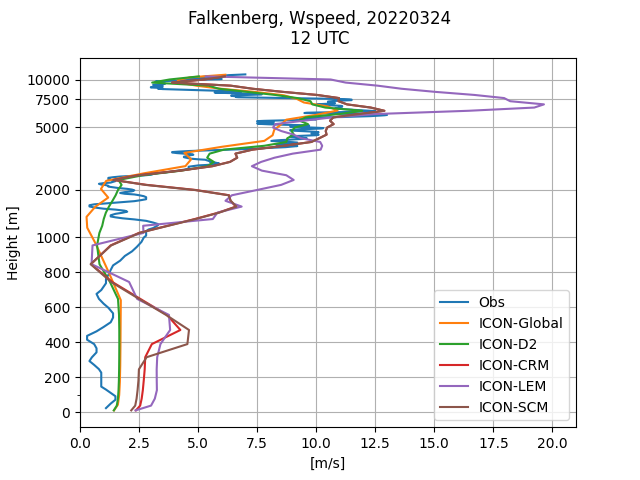 Falkenberg, Wspeed, 20220324
12 UTC
Height [m]
10000
7500
5000
2000
1000
800
600
400
200
0
Obs
ICON-Global
ICON-D2
ICON-CRM
ICON-LEM
ICON-SCM
0.0 2.5 5.0 7.5 10.0 12.5 15.0 17.5 20.0
[m/s]